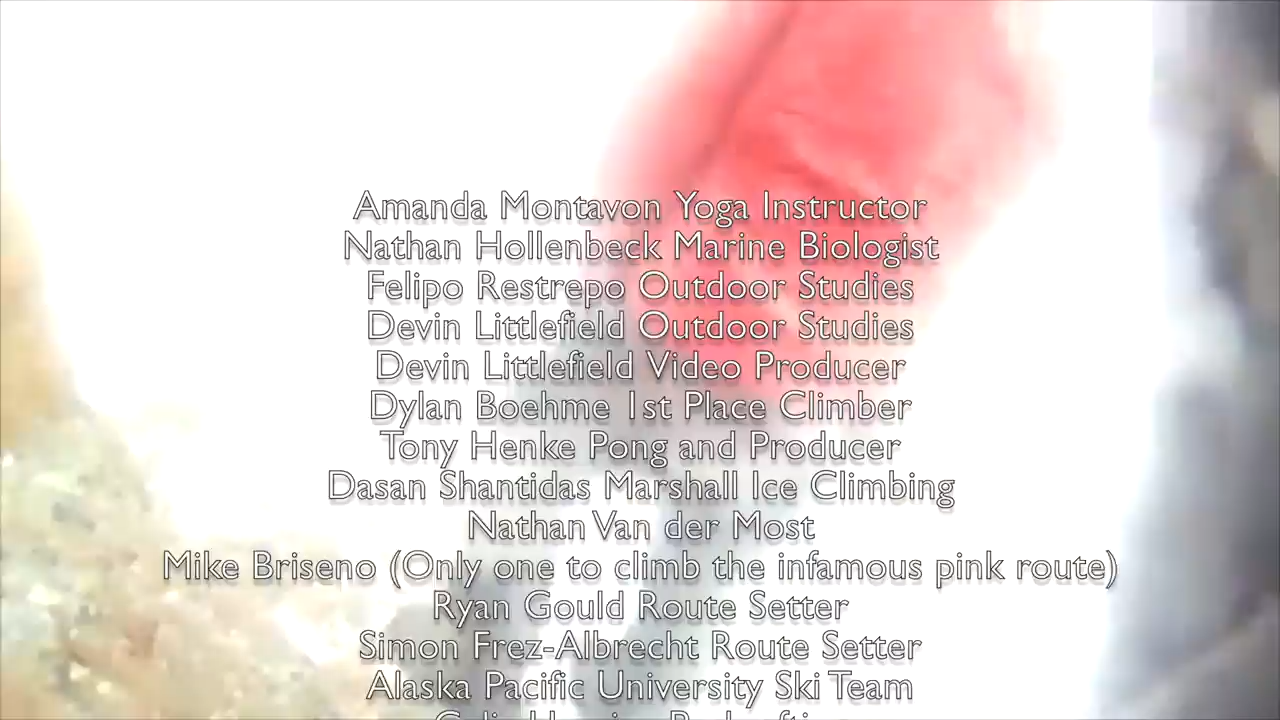 Amanda Montavon Yoga Instructor
Nathan Hollenbeck Marine Biologist
Felipo Restrepo Outdoor Studies
Devin Littlefield Outdoor Studies
Devin Littlefield Video Producer
Dylan Boehme 1st Place Climber
Tony Henke Pong and Producer
Dasan Shantidas Marshall Ice Climbing
Nathan Van der Most
Mike Briseno (Only one to climb the infamous pink route)
Ryan Gould Route Setter
Simon Frez-Albrecht Route Setter
Alaska Pacific University Ski Team